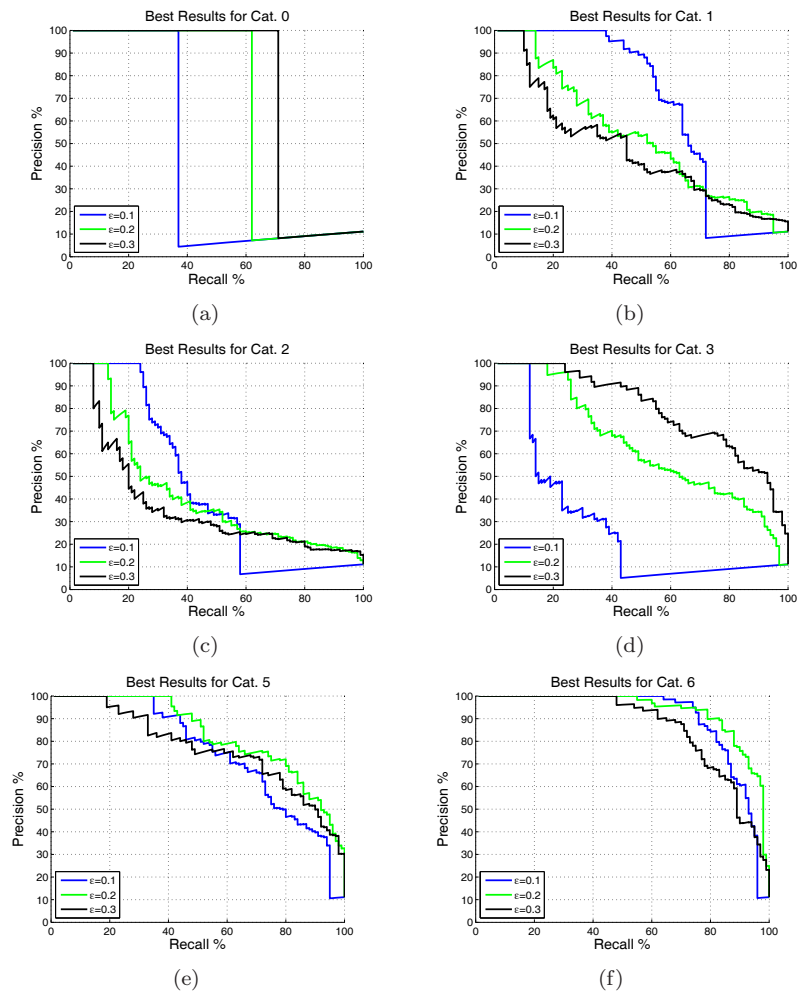 Best Results for Cat. 0
Precision %
100
90
80
70
60
50
40
30
20
10
0
ε=0.1
ε=0.2
ε=0.3
0 20 40 60 80 100
Recall %
(a)
Best Results for Cat. 1
Precision %
100
90
80
70
60
50
40
30
20
10
0
ε=0.1
ε=0.2
ε=0.3
0 20 40 60 80 100
Recall %
(b)
Best Results for Cat. 2
Precision %
100
90
80
70
60
50
40
30
20
10
0
ε=0.1
ε=0.2
ε=0.3
0 20 40 60 80 100
Recall %
(c)
Best Results for Cat. 3
Precision %
100
90
80
70
60
50
40
30
20
10
0
ε=0.1
ε=0.2
ε=0.3
0 20 40 60 80 100
Recall %
(d)
Best Results for Cat. 5
Precision %
100
90
80
70
60
50
40
30
20
10
0
ε=0.1
ε=0.2
ε=0.3
0 20 40 60 80 100
Recall %
(e)
Best Results for Cat. 6
Precision %
100
90
80
70
60
50
40
30
20
10
0
ε=0.1
ε=0.2
ε=0.3
0 20 40 60 80 100
Recall %
(f)